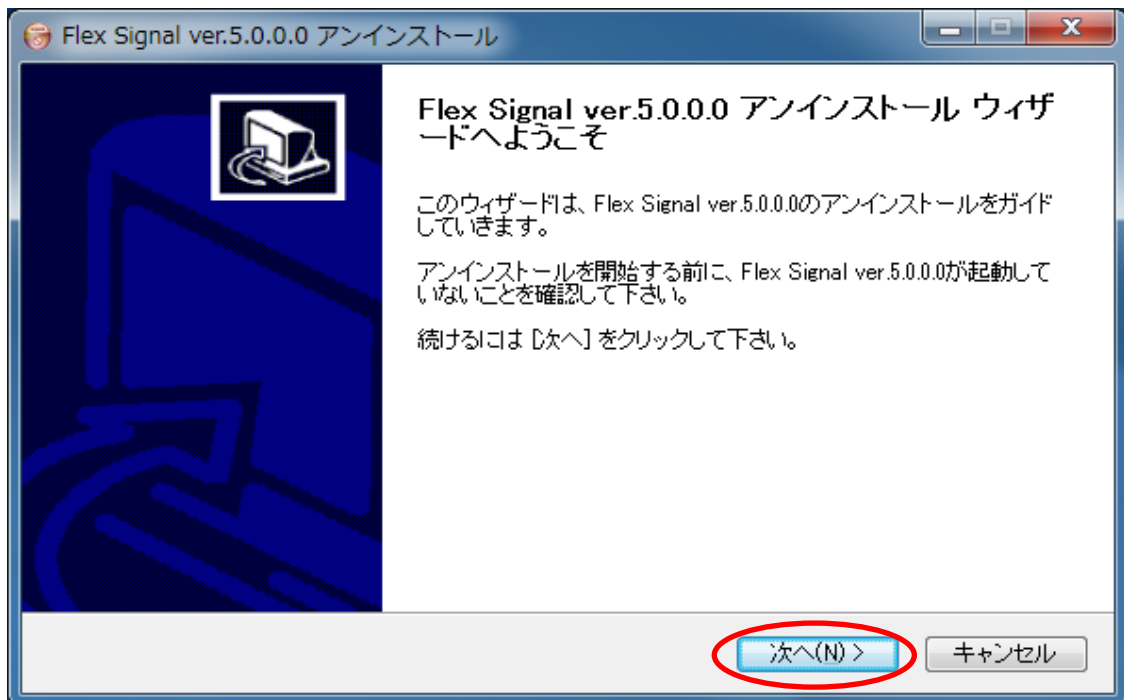 Flex Signal ver.5.0.0.0 アンインストール
Flex Signal ver.5.0.0.0 アンインストール ウィザ
ードへようこそ
このウィザードは、Flex Signal ver.5.0.0.0のアンインストールをガイド
していきます。
アンインストールを開始する前に、Flex Signal ver.5.0.0.0が起動して
いないことを確認して下さい。
続けるには [次へ] をクリックして下さい。
次へ(N) >
キャンセル